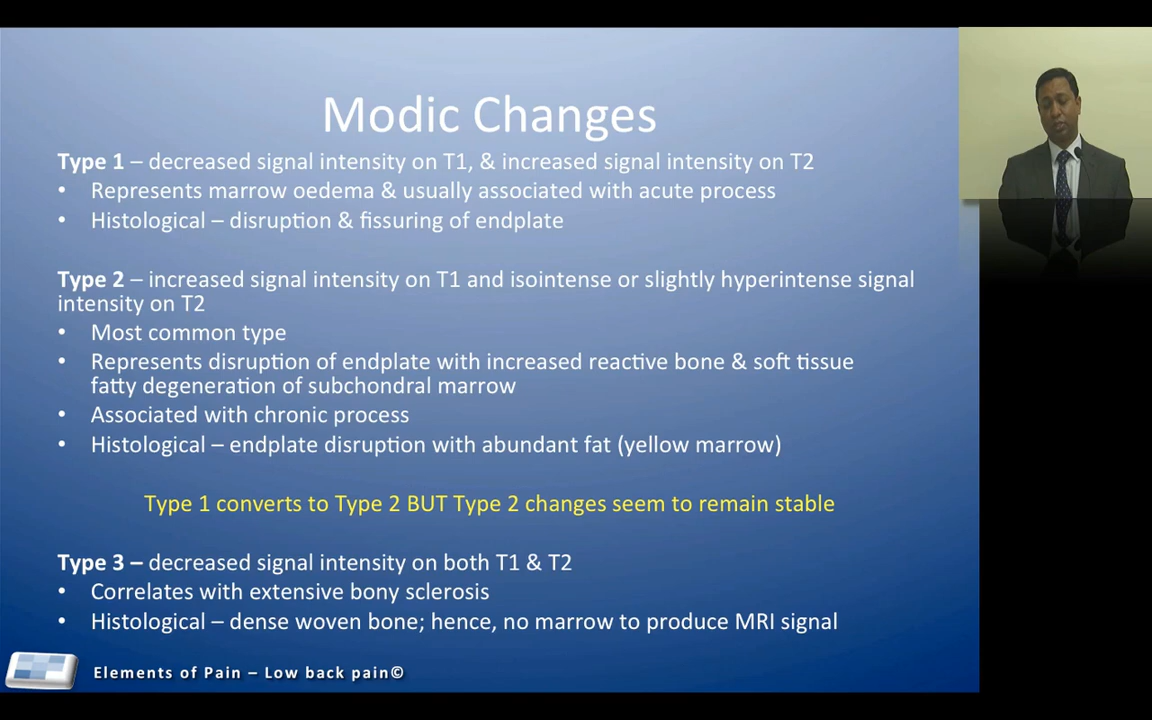 Modic Changes
Type 1 – decreased signal intensity on T1, & increased signal intensity on T2
• Represents marrow oedema & usually associated with acute process
• Histological – disruption & fissuring of endplate
Type 2 – increased signal intensity on T1 and isointense or slightly hyperintense signal
intensity on T2
• Most common type
• Represents disruption of endplate with increased reactive bone & soft tissue
fatty degeneration of subchondral marrow
• Associated with chronic process
• Histological – endplate disruption with abundant fat (yellow marrow)
Type 1 converts to Type 2 BUT Type 2 changes seem to remain stable
Type 3 – decreased signal intensity on both T1 & T2
• Correlates with extensive bony sclerosis
• Histological – dense woven bone; hence, no marrow to produce MRI signal
Elements of Pain – Low back pain©